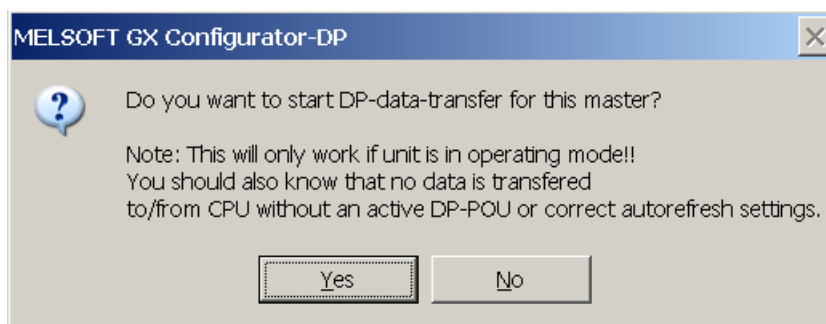 MELSOFT GX Configurator-DP
Do you want to start DP-data-transfer for this master?
Note: This will only work if unit is in operating mode!!
You should also know that no data is transfered
to/from CPU without an active DP-POU or correct autorefresh settings.
Yes
No